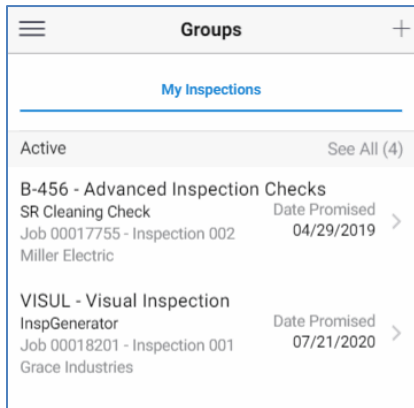 Groups
My Inspections
Active See All (4)
B-456 - Advanced Inspection Checks
SR Cleaning Check Date Promised
Job 00017755 - Inspection 002 04/29/2019
Miller Electric
VISUL - Visual Inspection
InspGenerator Date Promised
Job 00018201 - Inspection 001 07/21/2020
Grace Industries